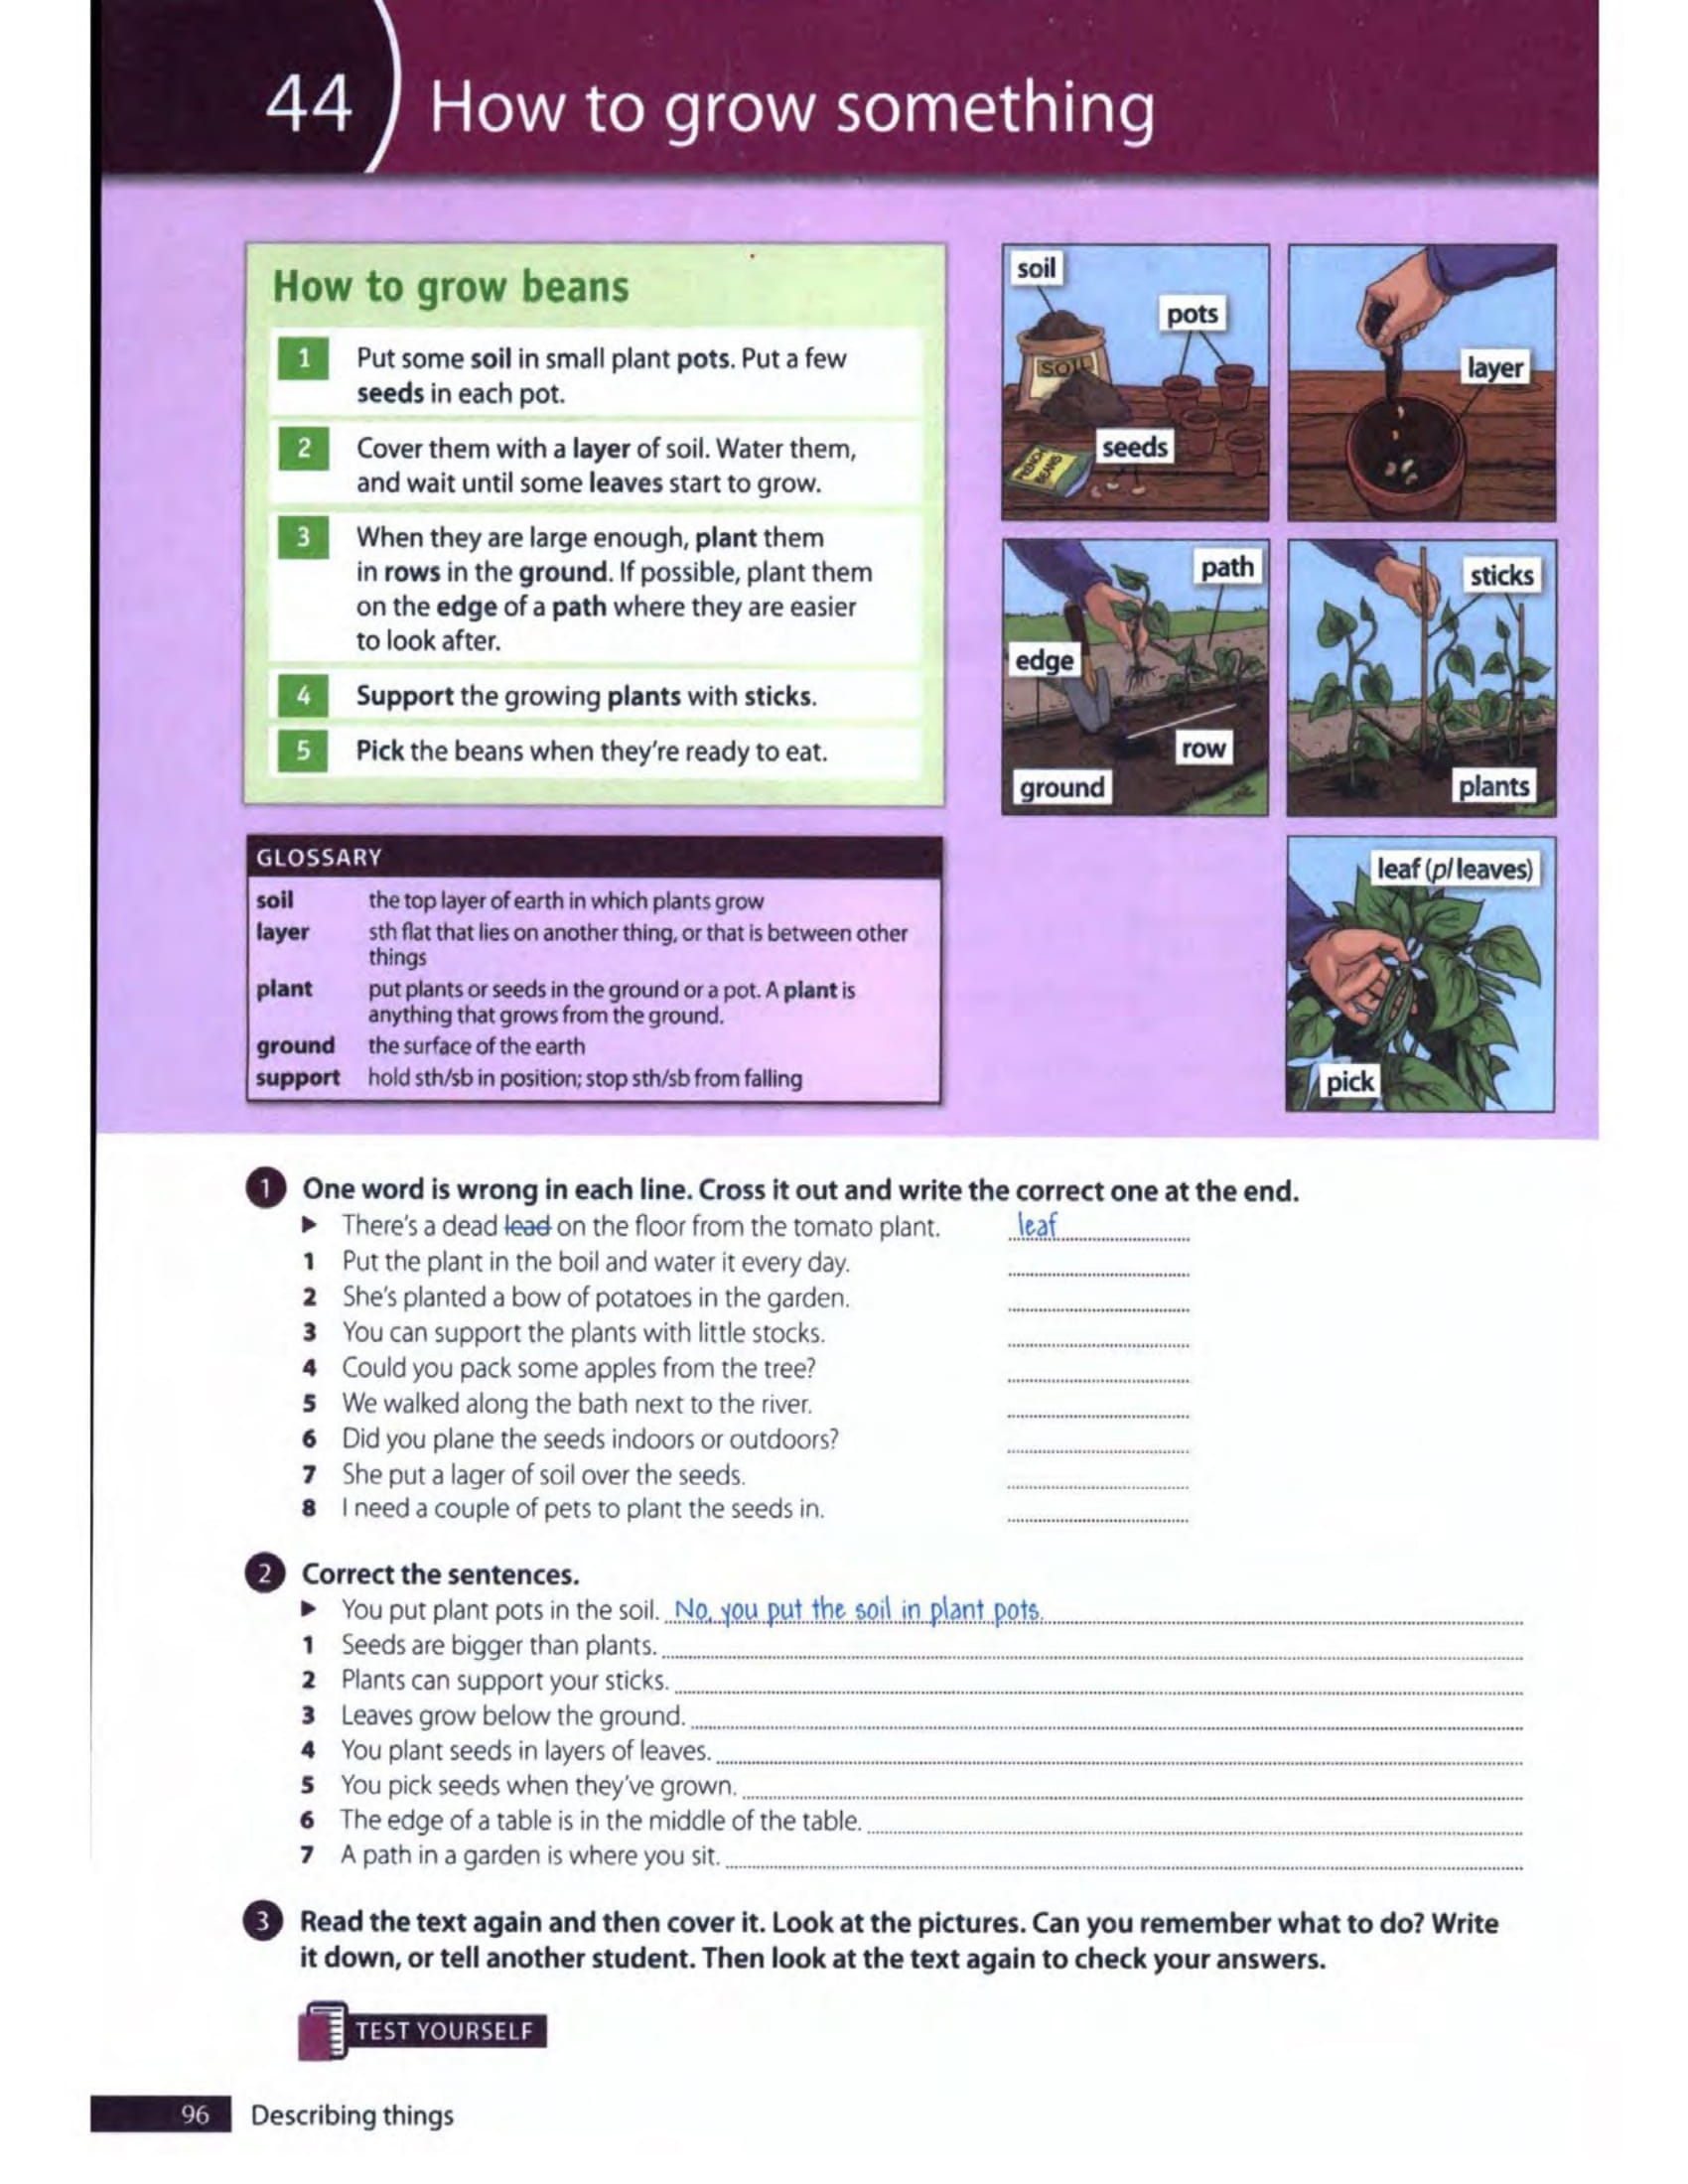 44 How to grow something
How to grow beans
1 Put some soil in small plant pots. Put a few
seeds in each pot.
2 Cover them with a layer of soil. Water them,
and wait until some leaves start to grow.
3 When they are large enough, plant them
in rows in the ground. If possible, plant them
on the edge of a path where they are easier
to look after.
4 Support the growing plants with sticks.
5 Pick the beans when they're ready to eat.
soil
pots
SOIL
seeds
FRENCH
BEANS
layer
path
edge
row
ground
sticks
plants
leaf (pl leaves)
pick
GLOSSARY
soil the top layer of earth in which plants grow
layer sth flat that lies on another thing, or that is between other
things
plant put plants or seeds in the ground or a pot. A plant is
anything that grows from the ground.
ground the surface of the earth
support hold sth/sb in position; stop sth/sb from falling
1 One word is wrong in each line. Cross it out and write the correct one at the end.
▶ There's a dead lead on the floor from the tomato plant. leaf
1 Put the plant in the boil and water it every day.
2 She's planted a bow of potatoes in the garden.
3 You can support the plants with little stocks.
4 Could you pack some apples from the tree?
5 We walked along the bath next to the river.
6 Did you plane the seeds indoors or outdoors?
7 She put a lager of soil over the seeds.
8 I need a couple of pets to plant the seeds in.
2 Correct the sentences.
▶ You put plant pots in the soil. No, you put the soil in plant pots.
1 Seeds are bigger than plants.
2 Plants can support your sticks.
3 Leaves grow below the ground.
4 You plant seeds in layers of leaves.
5 You pick seeds when they've grown.
6 The edge of a table is in the middle of the table.
7 A path in a garden is where you sit.
3 Read the text again and then cover it. Look at the pictures. Can you remember what to do? Write
it down, or tell another student. Then look at the text again to check your answers.
TEST YOURSELF
96 Describing things